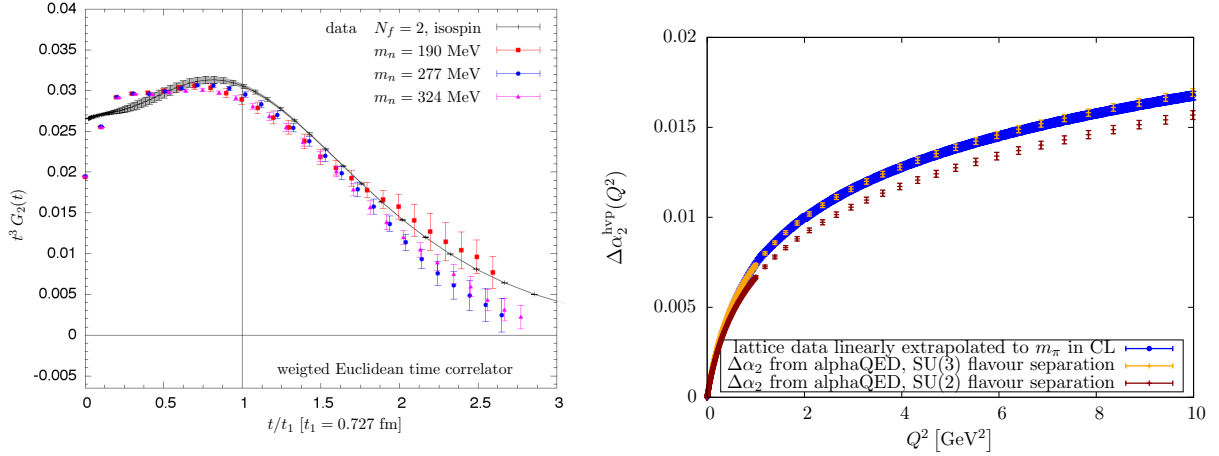 0.04
0.035
0.03
0.025
0.02
0.015
0.01
0.005
0
-0.005
t³ G₂(t)
data N_f = 2, isospin
m_n = 190 MeV
m_n = 277 MeV
m_n = 324 MeV
weigted Euclidean time correlator
0 0.5 1 1.5 2 2.5 3
t/t₁ [t₁ = 0.727 fm]
0.02
0.015
0.01
0.005
0
Δα₂^hvp(Q²)
lattice data linearly extrapolated to m_π in CL
Δα₂ from alphaQED, SU(3) flavour separation
Δα₂ from alphaQED, SU(2) flavour separation
0 2 4 6 8 10
Q² [GeV²]